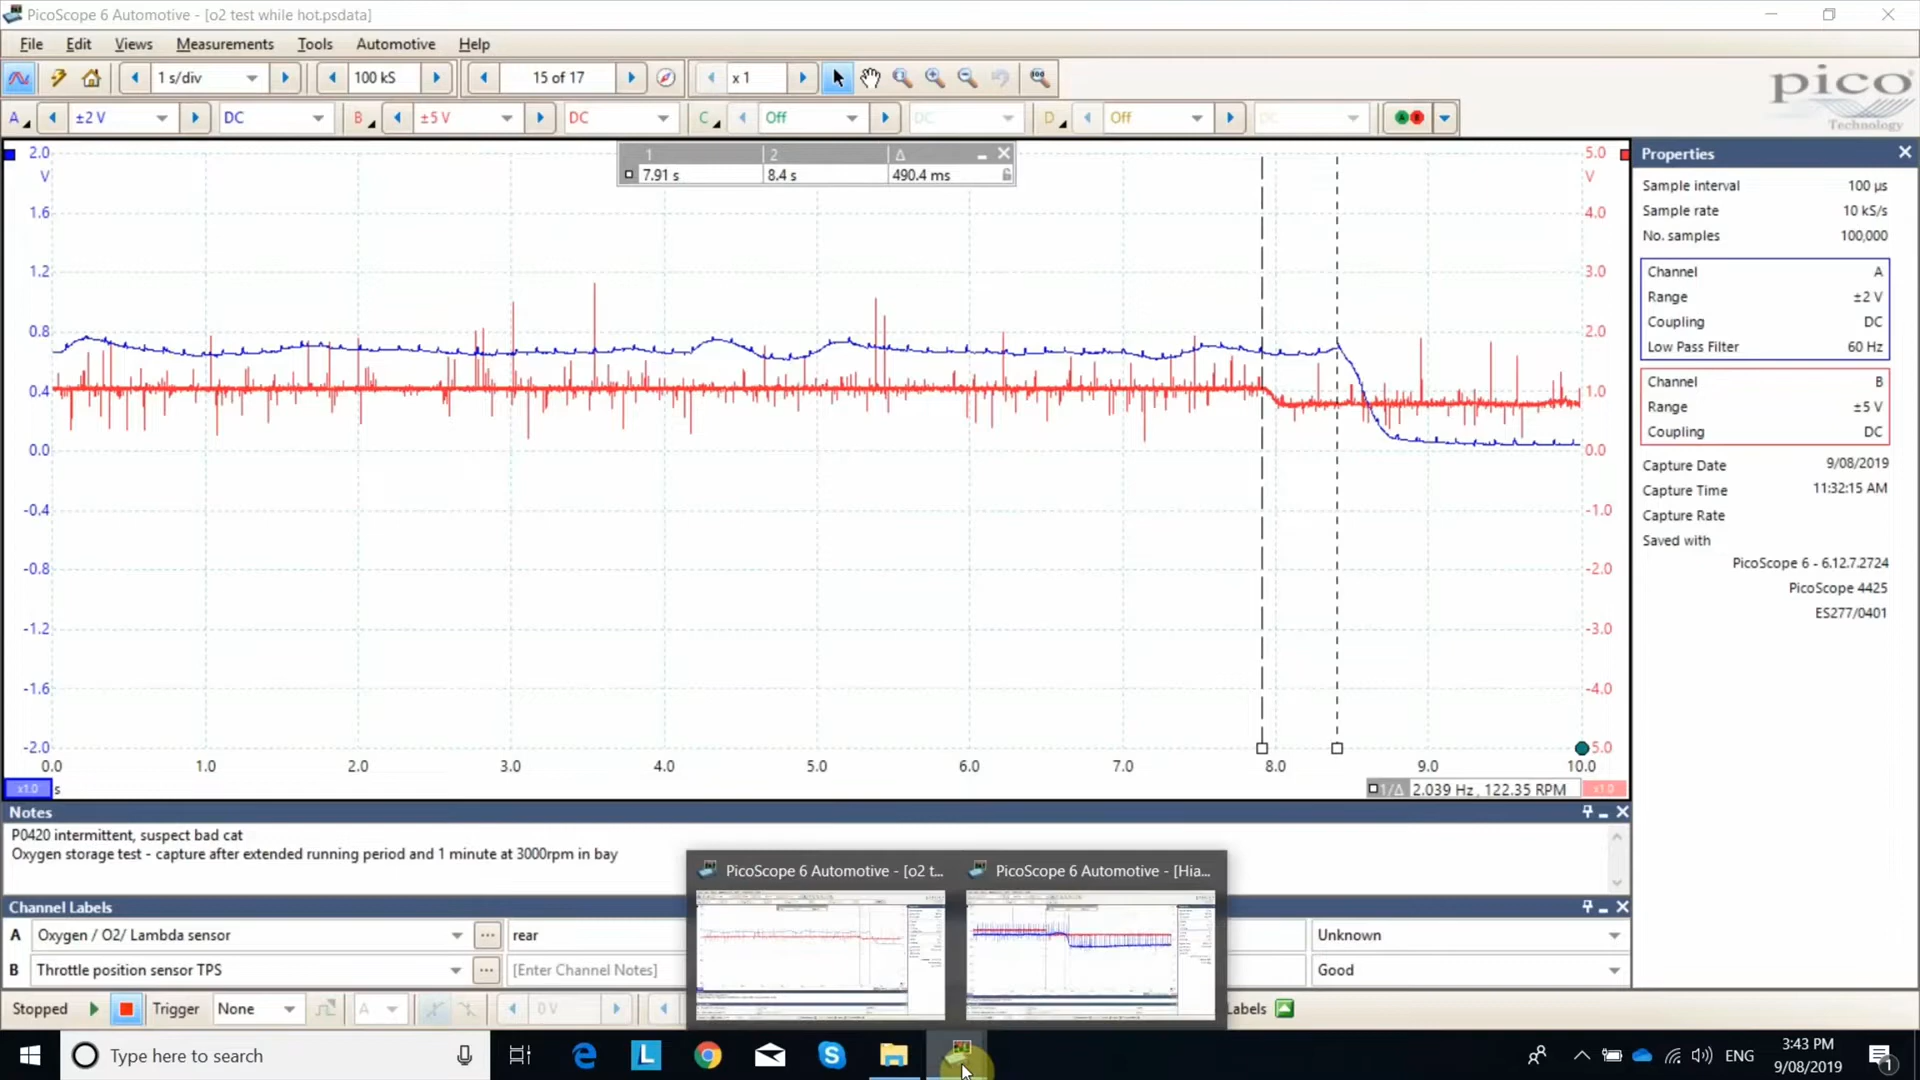 PicoScope 6 Automotive - [o2 test while hot.psdata]
File Edit Views Measurements Tools Automotive Help
1 s/div 100 kS 15 of 17 x 1
pico
Technology
A ±2 V DC B ±5 V DC C Off DC D Off DC
1 2 Δ
7.91 s 8.4 s 490.4 ms
2.0
V
1.6
1.2
0.8
0.4
0.0
-0.4
-0.8
-1.2
-1.6
-2.0
5.0
V
4.0
3.0
2.0
1.0
0.0
-1.0
-2.0
-3.0
-4.0
5.0
0.0 1.0 2.0 3.0 4.0 5.0 6.0 7.0 8.0 9.0 10.0
x1.0 s
1/Δ 2.039 Hz, 122.35 RPM x1.0
Properties
Sample interval 100 µs
Sample rate 10 kS/s
No. samples 100,000
Channel A
Range ±2 V
Coupling DC
Low Pass Filter 60 Hz
Channel B
Range ±5 V
Coupling DC
Capture Date 9/08/2019
Capture Time 11:32:15 AM
Capture Rate
Saved with
PicoScope 6 - 6.12.7.2724
PicoScope 4425
ES277/0401
Notes
P0420 intermittent, suspect bad cat
Oxygen storage test - capture after extended running period and 1 minute at 3000rpm in bay
Channel Labels
A Oxygen / O2/ Lambda sensor ... rear Unknown
B Throttle position sensor TPS ... [Enter Channel Notes] Good
PicoScope 6 Automotive - [o2 t...
PicoScope 6 Automotive - [Hia...
Stopped Trigger None A 0 V abels
Type here to search
ENG
3:43 PM
9/08/2019
1